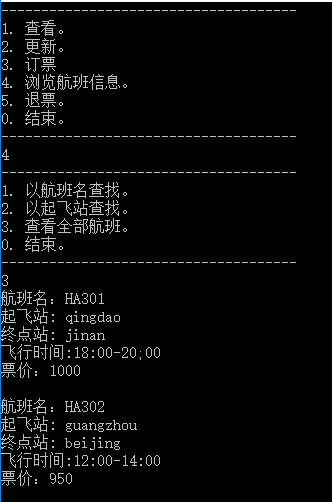 ------------------------------------
1. 查看。
2. 更新。
3. 订票
4. 浏览航班信息。
5. 退票。
0. 结束。
------------------------------------
4
------------------------------------
1. 以航班名查找。
2. 以起飞站查找。
3. 查看全部航班。
0. 结束。
------------------------------------
3
航班名: HA301
起飞站: qingdao
终点站: jinan
飞行时间:18:00-20;00
票价: 1000
航班名: HA302
起飞站: guangzhou
终点站: beijing
飞行时间:12:00-14:00
票价: 950